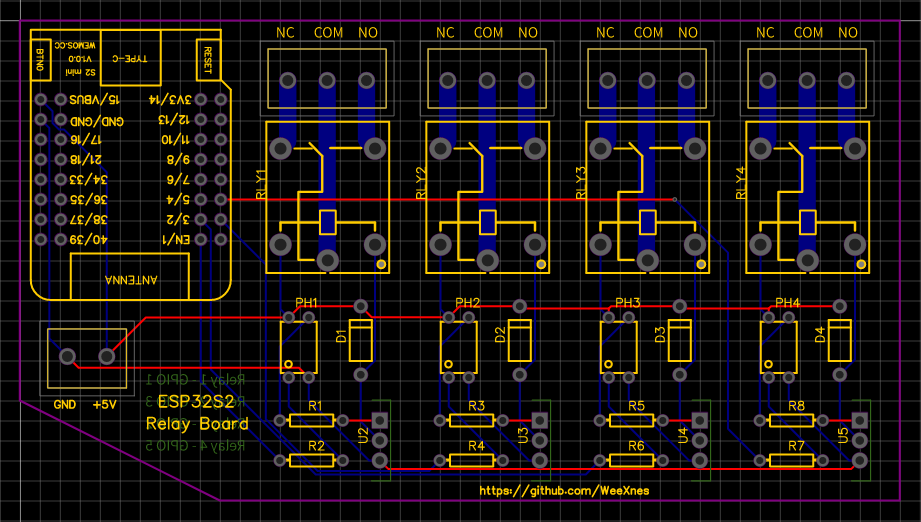 NC COM NO
NC COM NO
NC COM NO
NC COM NO
WEMOS.CC
V1.0.0
S2 mini
BTN0
TYPE-C
RESET
15/VBUS
3V3/14
GND/GND
12/13
16/17
11/10
18/21
9/8
33/34
7/6
35/36
5/4
37/38
3/2
39/40
EN/1
ANTENNA
RLY1
RLY2
RLY3
RLY4
PH1
PH2
PH3
PH4
D1
D2
D3
D4
GND +5V
Relay 1 - GPIO 1
ESP32S2
Relay Board
Relay 4 - GPIO 5
R1
R3
R5
R8
U2
U3
U4
U5
R2
R4
R6
R7
https://github.com/WeeXnes